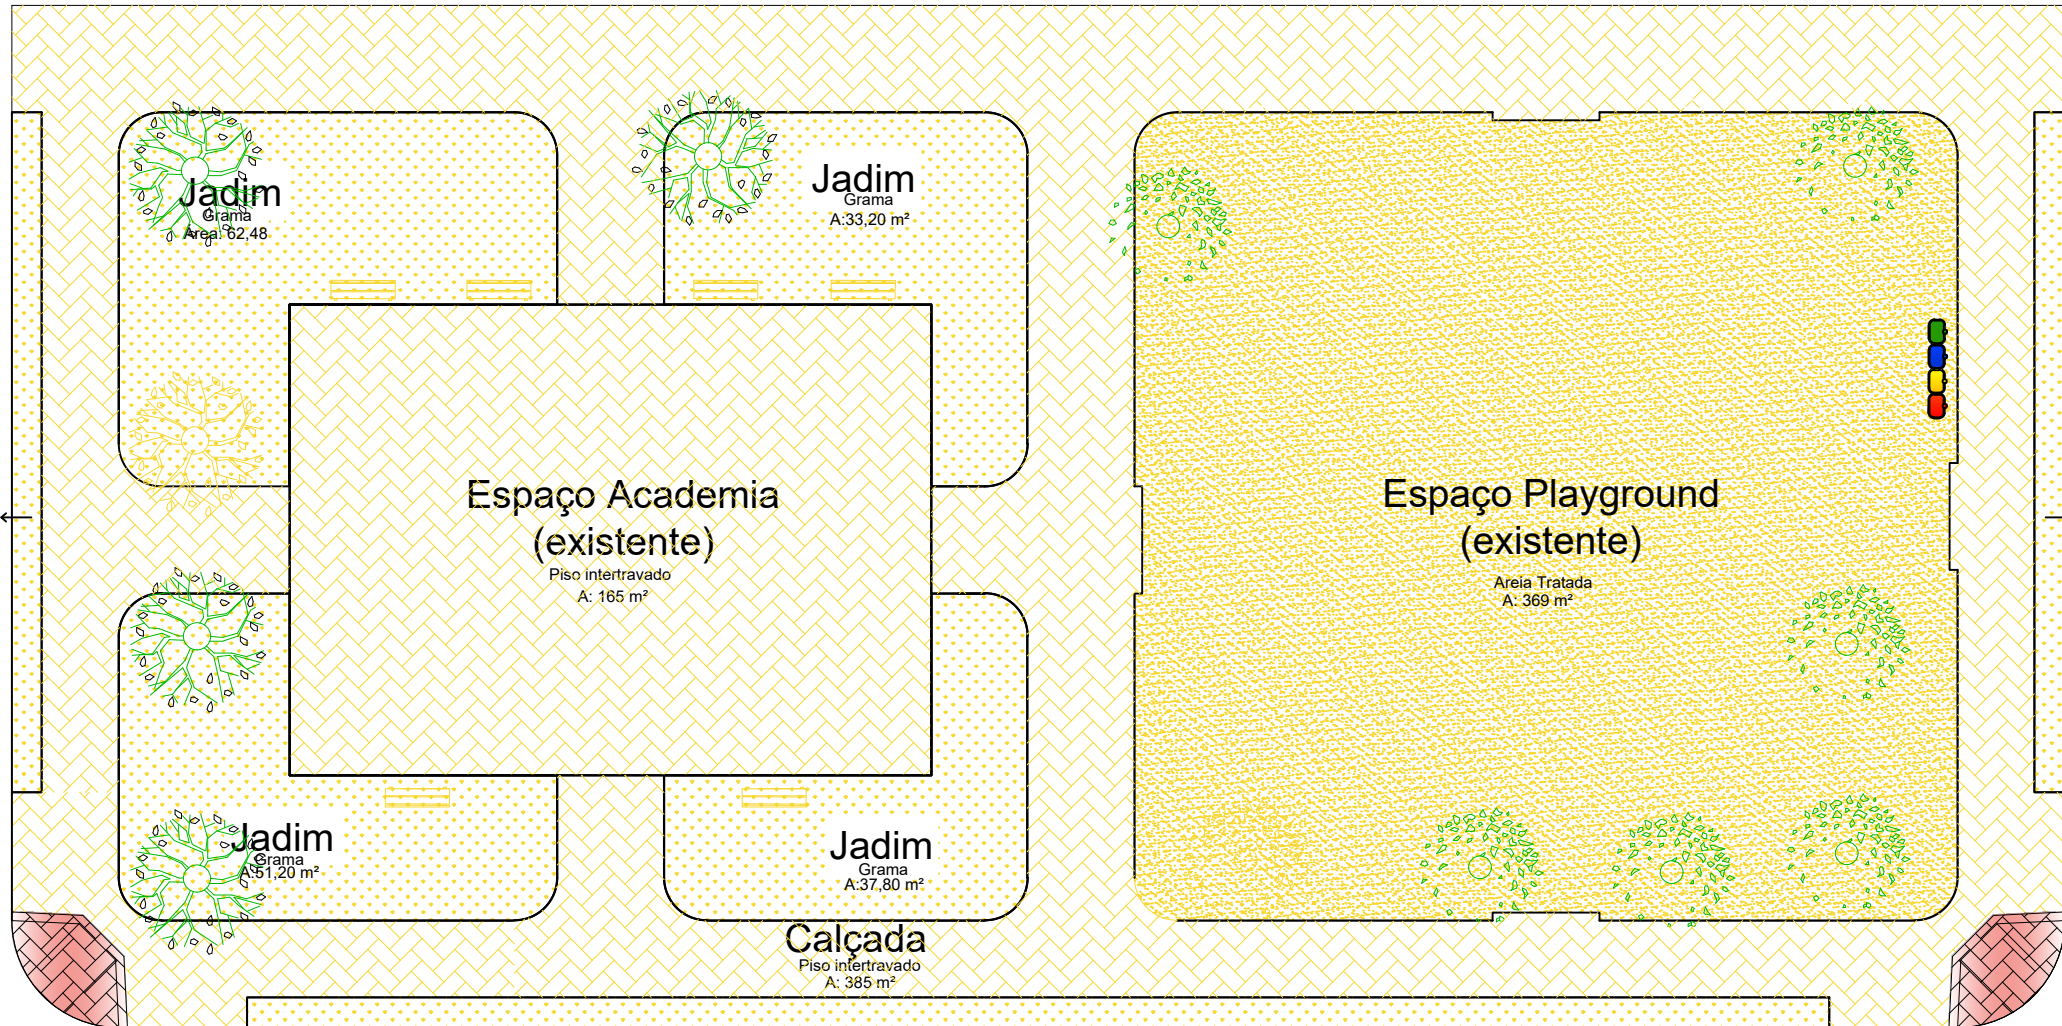 Jadim
Grama
Area: 62,48
Jadim
Grama
A:33,20 m²
Espaço Academia
(existente)
Piso intertravado
A: 165 m²
Espaço Playground
(existente)
Areia Tratada
A: 369 m²
Jadim
Grama
A:51,20 m²
Jadim
Grama
A:37,80 m²
Calçada
Piso intertravado
A: 385 m²